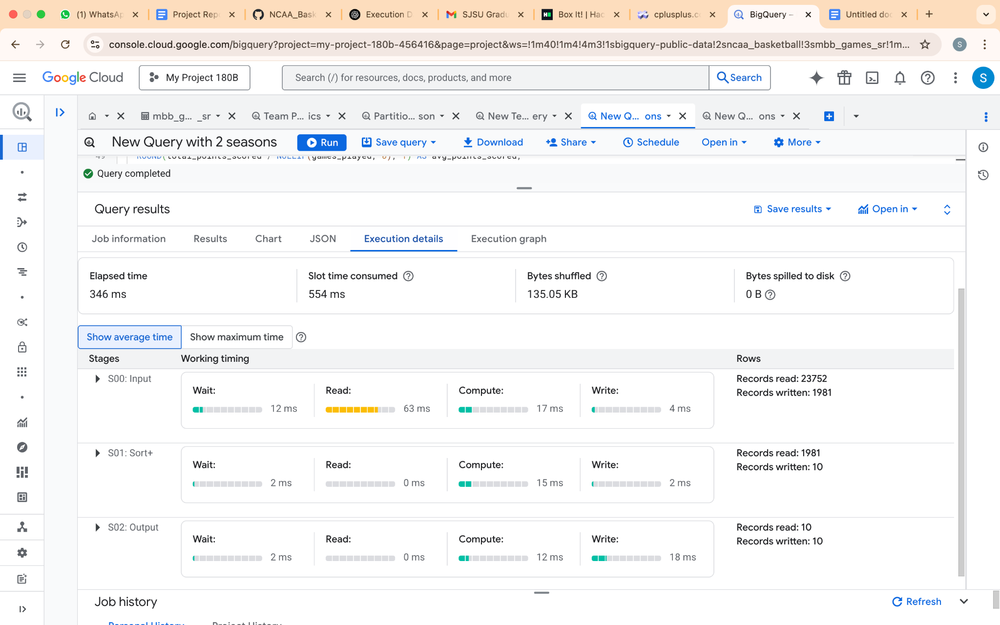 (1) WhatsAp
Project Rep
NCAA_Bask
Execution D
SJSU Gradu
Box It! | Hac
cplusplus.co
BigQuery –
Untitled doc
console.cloud.google.com/bigquery?project=my-project-180b-456416&page=project&ws=!1m40!1m4!4m3!1sbigquery-public-data!2sncaa_basketball!3smbb_games_sr!1m...
S
Google Cloud
My Project 180B
Search (/) for resources, docs, products, and more
Search
S
mbb_g... _sr
Team P... ics
Partitio... son
New Te... ery
New Q... ons
New Q... ons
New Query with 2 seasons
Run
Save query
Download
Share
Schedule
Open in
More
49 ROUND(total_points_scored / NULLIF(games_played, 0), 1) AS avg_points_scored,
Query completed
Query results
Save results
Open in
Job information
Results
Chart
JSON
Execution details
Execution graph
Elapsed time
346 ms
Slot time consumed
554 ms
Bytes shuffled
135.05 KB
Bytes spilled to disk
0 B
Show average time
Show maximum time
Stages
Working timing
Rows
S00: Input
Wait:
12 ms
Read:
63 ms
Compute:
17 ms
Write:
4 ms
Records read: 23752
Records written: 1981
S01: Sort+
Wait:
2 ms
Read:
0 ms
Compute:
15 ms
Write:
2 ms
Records read: 1981
Records written: 10
S02: Output
Wait:
2 ms
Read:
0 ms
Compute:
12 ms
Write:
18 ms
Records read: 10
Records written: 10
Job history
Refresh
Personal History
Project History